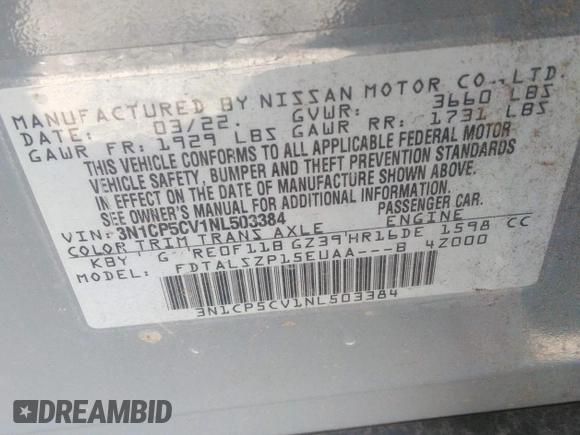 MANUFACTURED BY NISSAN MOTOR CO., LTD.
DATE: 03/22. GVWR: 3660 LBS
GAWR FR: 1929 LBS GAWR RR: 1731 LBS
THIS VEHICLE CONFORMS TO ALL APPLICABLE FEDERAL MOTOR
VEHICLE SAFETY, BUMPER, AND THEFT PREVENTION STANDARDS
IN EFFECT ON THE DATE OF MANUFACTURE SHOWN ABOVE.
SEE OWNER'S MANUAL FOR ADDITIONAL INFORMATION.
VIN: 3N1CP5CV1NL503384 PASSENGER CAR.
COLOR TRIM TRANS AXLE ENGINE
KBY G RE0F11B GZ39 HR16DE 1598 CC
MODEL: FDTALSZP15EUAA---B 4Z000
3N1CP5CV1NL503384
DREAMBID